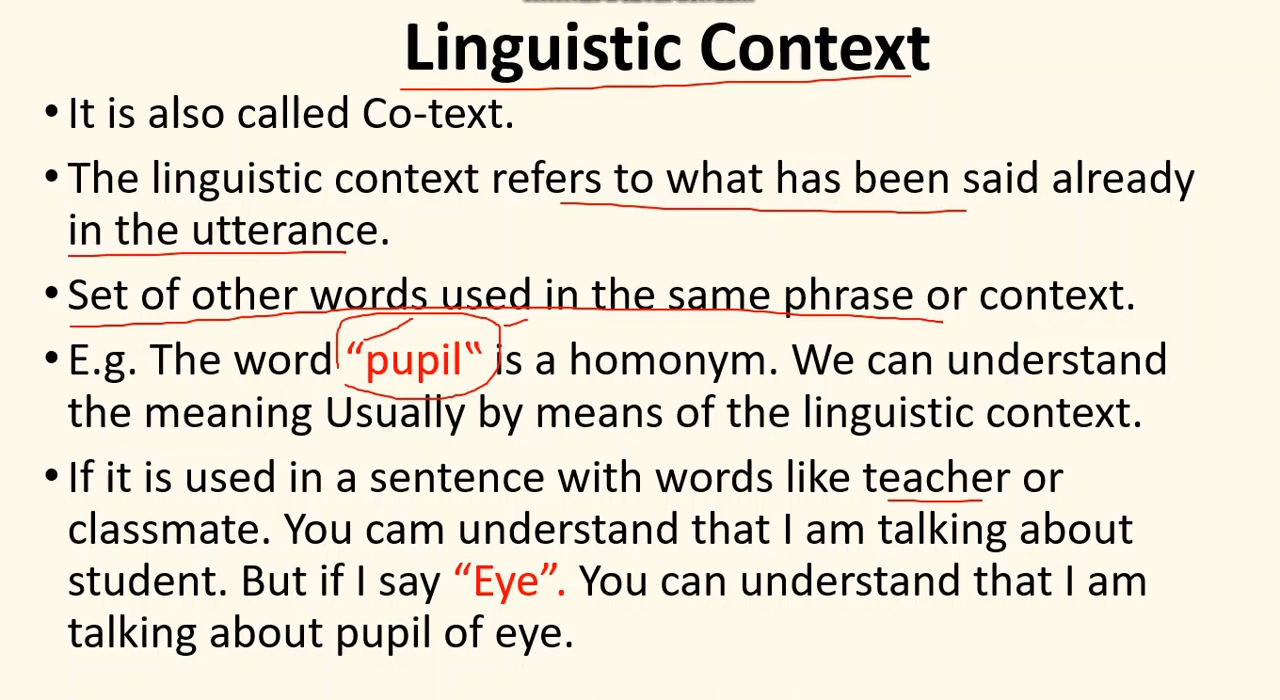 Linguistic Context
• It is also called Co-text.
• The linguistic context refers to what has been said already
in the utterance.
• Set of other words used in the same phrase or context.
• E.g. The word “pupil‟ is a homonym. We can understand
the meaning Usually by means of the linguistic context.
• If it is used in a sentence with words like teacher or
classmate. You cam understand that I am talking about
student. But if I say “Eye”. You can understand that I am
talking about pupil of eye.